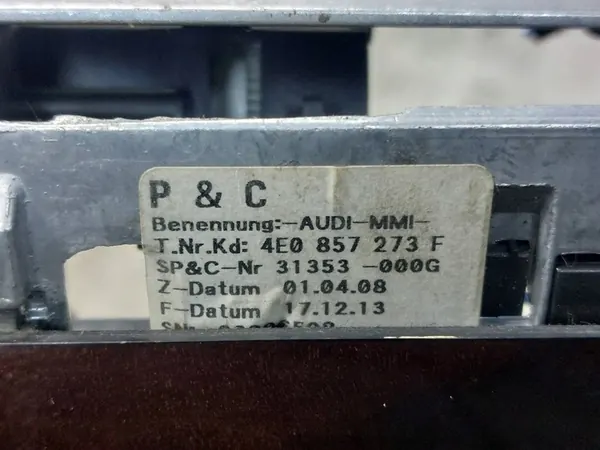 P & C
Benennung:-AUDI-MMI-
T.Nr.Kd: 4E0 857 273 F
SP&C-Nr 31353 -000G
Z-Datum 01.04.08
F-Datum 17.12.13